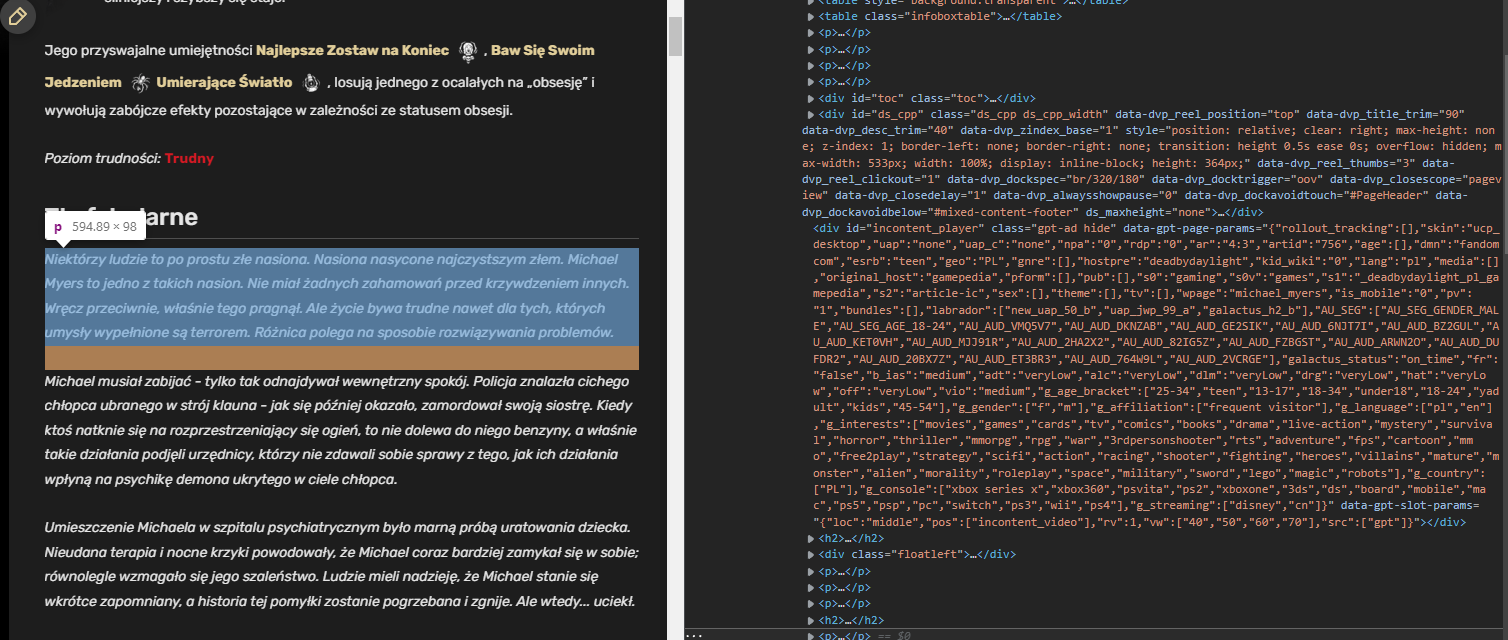 silniejszy i szybszy się staje.
Jego przyswajalne umiejętności Najlepsze Zostaw na Koniec , Baw Się Swoim
Jedzeniem Umierające Światło , losują jednego z ocalałych na „obsesję” i
wywołują zabójcze efekty pozostające w zależności ze statusem obsesji.
Poziom trudności: Trudny
arne
p 594.89 × 98
Niektórzy ludzie to po prostu złe nasiona. Nasiona nasycone najczystszym złem. Michael
Myers to jedno z takich nasion. Nie miał żadnych zahamowań przed krzywdzeniem innych.
Wręcz przeciwnie, właśnie tego pragnął. Ale życie bywa trudne nawet dla tych, których
umysły wypełnione są terrorem. Różnica polega na sposobie rozwiązywania problemów.
Michael musiał zabijać - tylko tak odnajdywał wewnętrzny spokój. Policja znalazła cichego
chłopca ubranego w strój klauna - jak się później okazało, zamordował swoją siostrę. Kiedy
ktoś natknie się na rozprzestrzeniający się ogień, to nie dolewa do niego benzyny, a właśnie
takie działania podjęli urzędnicy, którzy nie zdawali sobie sprawy z tego, jak ich działania
wpłyną na psychikę demona ukrytego w ciele chłopca.
Umieszczenie Michaela w szpitalu psychiatrycznym było marną próbą uratowania dziecka.
Nieudana terapia i nocne krzyki powodowały, że Michael coraz bardziej zamykał się w sobie;
równolegle wzmagało się jego szaleństwo. Ludzie mieli nadzieję, że Michael stanie się
wkrótce zapomniany, a historia tej pomyłki zostanie pogrzebana i zgnije. Ale wtedy... uciekł.
<table style="background:transparent">…</table>
<table class="infoboxtable">…</table>
<p>…</p>
<p>…</p>
<p>…</p>
<p>…</p>
<div id="toc" class="toc">…</div>
<div id="ds_cpp" class="ds_cpp ds_cpp_width" data-dvp_reel_position="top" data-dvp_title_trim="90"
data-dvp_desc_trim="40" data-dvp_zindex_base="1" style="position: relative; clear: right; max-height: non
e; z-index: 1; border-left: none; border-right: none; transition: height 0.5s ease 0s; overflow: hidden; m
ax-width: 533px; width: 100%; display: inline-block; height: 364px;" data-dvp_reel_thumbs="3" data-
dvp_reel_clickout="1" data-dvp_dockspec="br/320/180" data-dvp_docktrigger="oov" data-dvp_closescope="pagev
iew" data-dvp_closedelay="1" data-dvp_alwaysshowpause="0" data-dvp_dockavoidtouch="#PageHeader" data-
dvp_dockavoidbelow="#mixed-content-footer" ds_maxheight="none">…</div>
<div id="incontent_player" class="gpt-ad hide" data-gpt-page-params="{"rollout_tracking":[],"skin":"ucp_
desktop","uap":"none","uap_c":"none","npa":"0","rdp":"0","ar":"4:3","artid":"756","age":[],"dmn":"fandom
com","esrb":"teen","geo":"PL","gnre":[],"hostpre":"deadbydaylight","kid_wiki":"0","lang":"pl","media":[]
,"original_host":"gamepedia","pform":[],"pub":[],"s0":"gaming","s0v":"games","s1":"_deadbydaylight_pl_ga
mepedia","s2":"article-ic","sex":[],"theme":[],"tv":[],"wpage":"michael_myers","is_mobile":"0","pv":
"1","bundles":[],"labrador":["new_uap_50_b","uap_jwp_99_a","galactus_h2_b"],"AU_SEG":["AU_SEG_GENDER_MAL
E","AU_SEG_AGE_18-24","AU_AUD_VMQ5V7","AU_AUD_DKNZAB","AU_AUD_GE2SIK","AU_AUD_6NJT7I","AU_AUD_BZ2GUL","A
U_AUD_KET0VH","AU_AUD_MJJ91R","AU_AUD_2HA2X2","AU_AUD_82IG5Z","AU_AUD_FZBGST","AU_AUD_ARWN2O","AU_AUD_DU
FDR2","AU_AUD_20BX7Z","AU_AUD_ET3BR3","AU_AUD_764W9L","AU_AUD_2VCRGE"],"galactus_status":"on_time","fr":
"false","b_ias":"medium","adt":"veryLow","alc":"veryLow","dlm":"veryLow","drg":"veryLow","hat":"veryLo
w","off":"veryLow","vio":"medium","g_age_bracket":["25-34","teen","13-17","18-34","under18","18-24","yad
ult","kids","45-54"],"g_gender":["f","m"],"g_affiliation":["frequent visitor"],"g_language":["pl","en"]
,"g_interests":["movies","games","cards","tv","comics","books","drama","live-action","mystery","surviva
l","horror","thriller","mmorpg","rpg","war","3rdpersonshooter","rts","adventure","fps","cartoon","mm
o","free2play","strategy","scifi","action","racing","shooter","fighting","heroes","villains","mature","m
onster","alien","morality","roleplay","space","military","sword","lego","magic","robots"],"g_country":
["PL"],"g_console":["xbox series x","xbox360","psvita","ps2","xboxone","3ds","ds","board","mobile","ma
c","ps5","psp","pc","switch","ps3","wii","ps4"],"g_streaming":["disney","cn"]}" data-gpt-slot-params=
"{"loc":"middle","pos":["incontent_video"],"rv":1,"vw":["40","50","60","70"],"src":["gpt"]}"></div>
<h2>…</h2>
<div class="floatleft">…</div>
<p>…</p>
<p>…</p>
<p>…</p>
<h2>…</h2>
<p>…</p> == $0